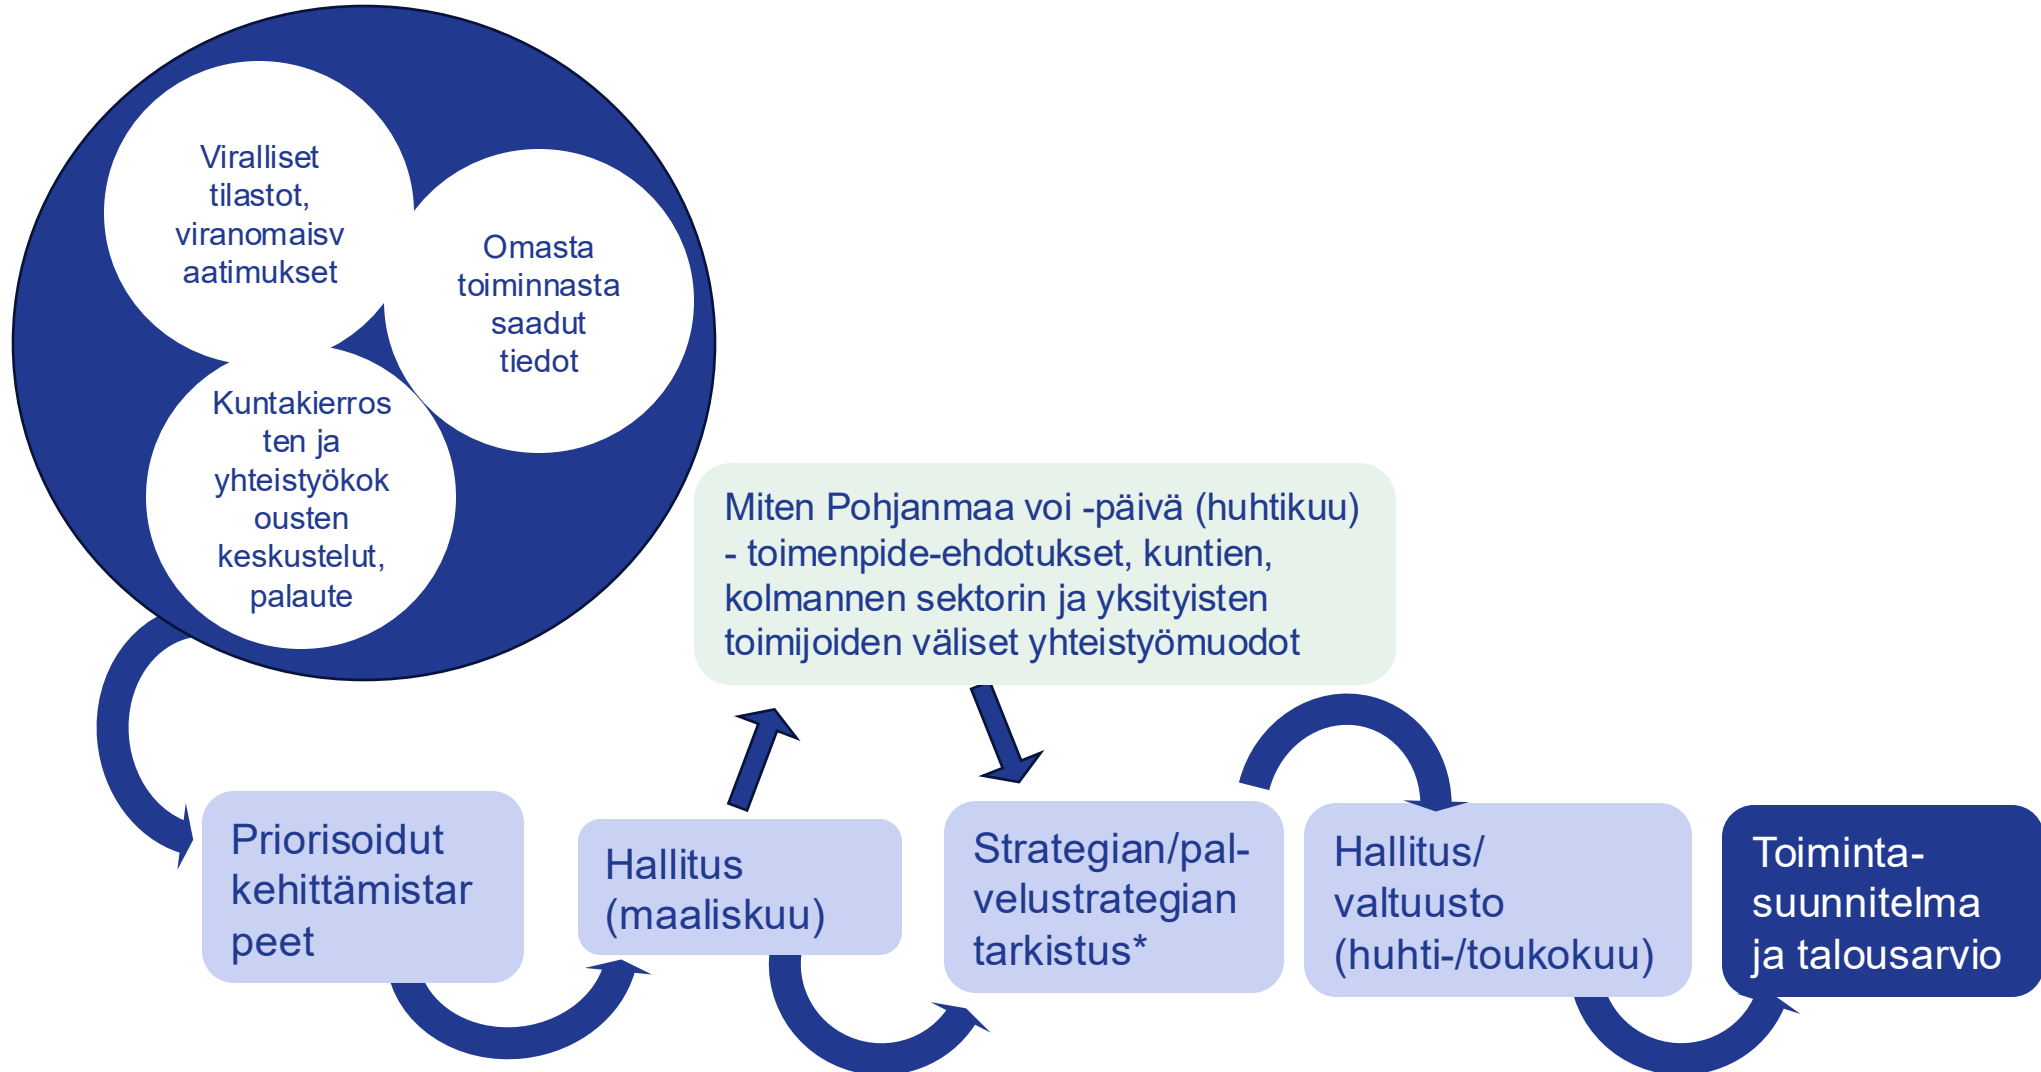 Viralliset
tilastot,
viranomaisv
aatimukset
Omasta
toiminnasta
saadut
tiedot
Kuntakierros
ten ja
yhteistyökok
ousten
keskustelut,
palaute
Miten Pohjanmaa voi -päivä (huhtikuu)
- toimenpide-ehdotukset, kuntien,
kolmannen sektorin ja yksityisten
toimijoiden väliset yhteistyömuodot
Priorisoidut
kehittämistar
peet
Hallitus
(maaliskuu)
Strategian/pal-
velustrategian
tarkistus*
Hallitus/
valtuusto
(huhti-/toukokuu)
Toiminta-
suunnitelma
ja talousarvio